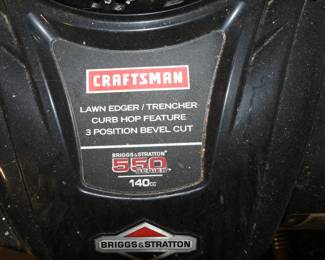 CRAFTSMAN
LAWN EDGER / TRENCHER
CURB HOP FEATURE
3 POSITION BEVEL CUT
BRIGGS & STRATTON
550
SERIES
140cc
BRIGGS & STRATTON